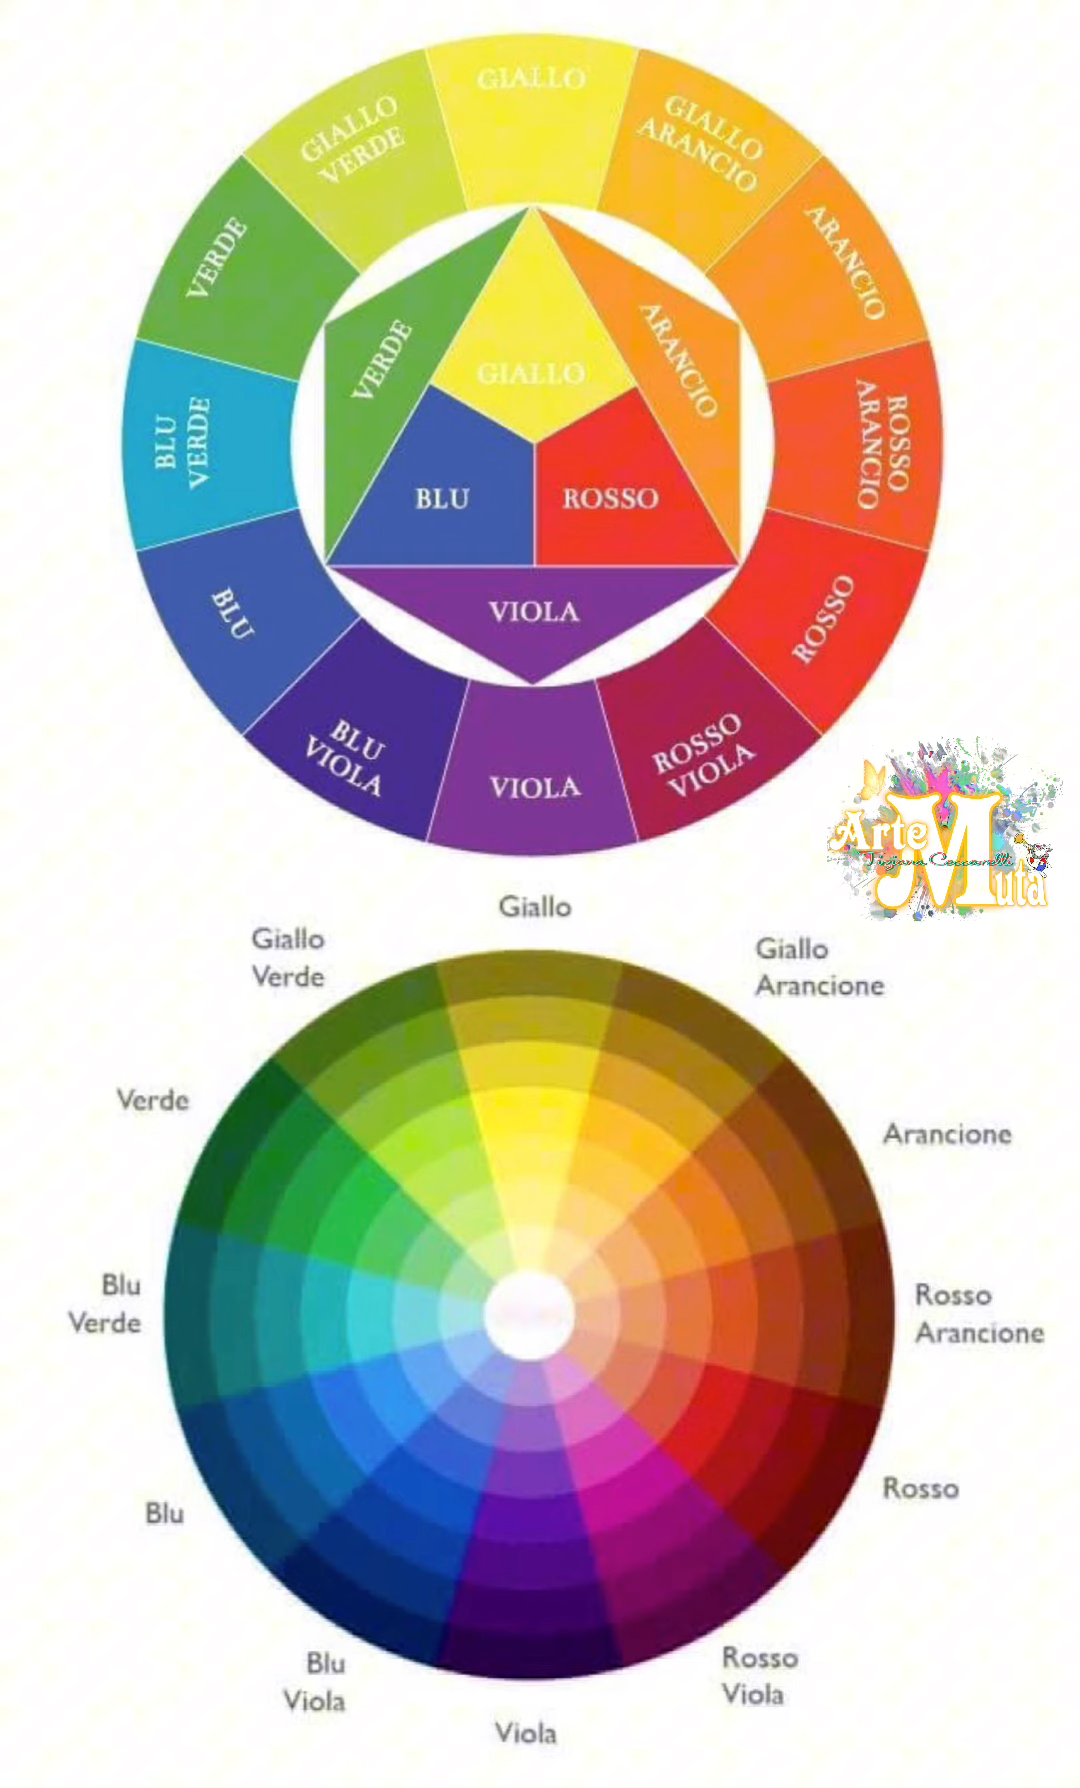 GIALLO
GIALLO
ARANCIO
ARANCIO
ROSSO
ARANCIO
ROSSO
ROSSO
VIOLA
VIOLA
BLU
VIOLA
BLU
BLU
VERDE
VERDE
GIALLO
VERDE
GIALLO
VERDE
ARANCIO
BLU
ROSSO
VIOLA
Arte
Muta
Tiziana Ceccarelli
Giallo
Giallo
Arancione
Arancione
Rosso
Arancione
Rosso
Rosso
Viola
Viola
Blu
Viola
Blu
Blu
Verde
Verde
Giallo
Verde